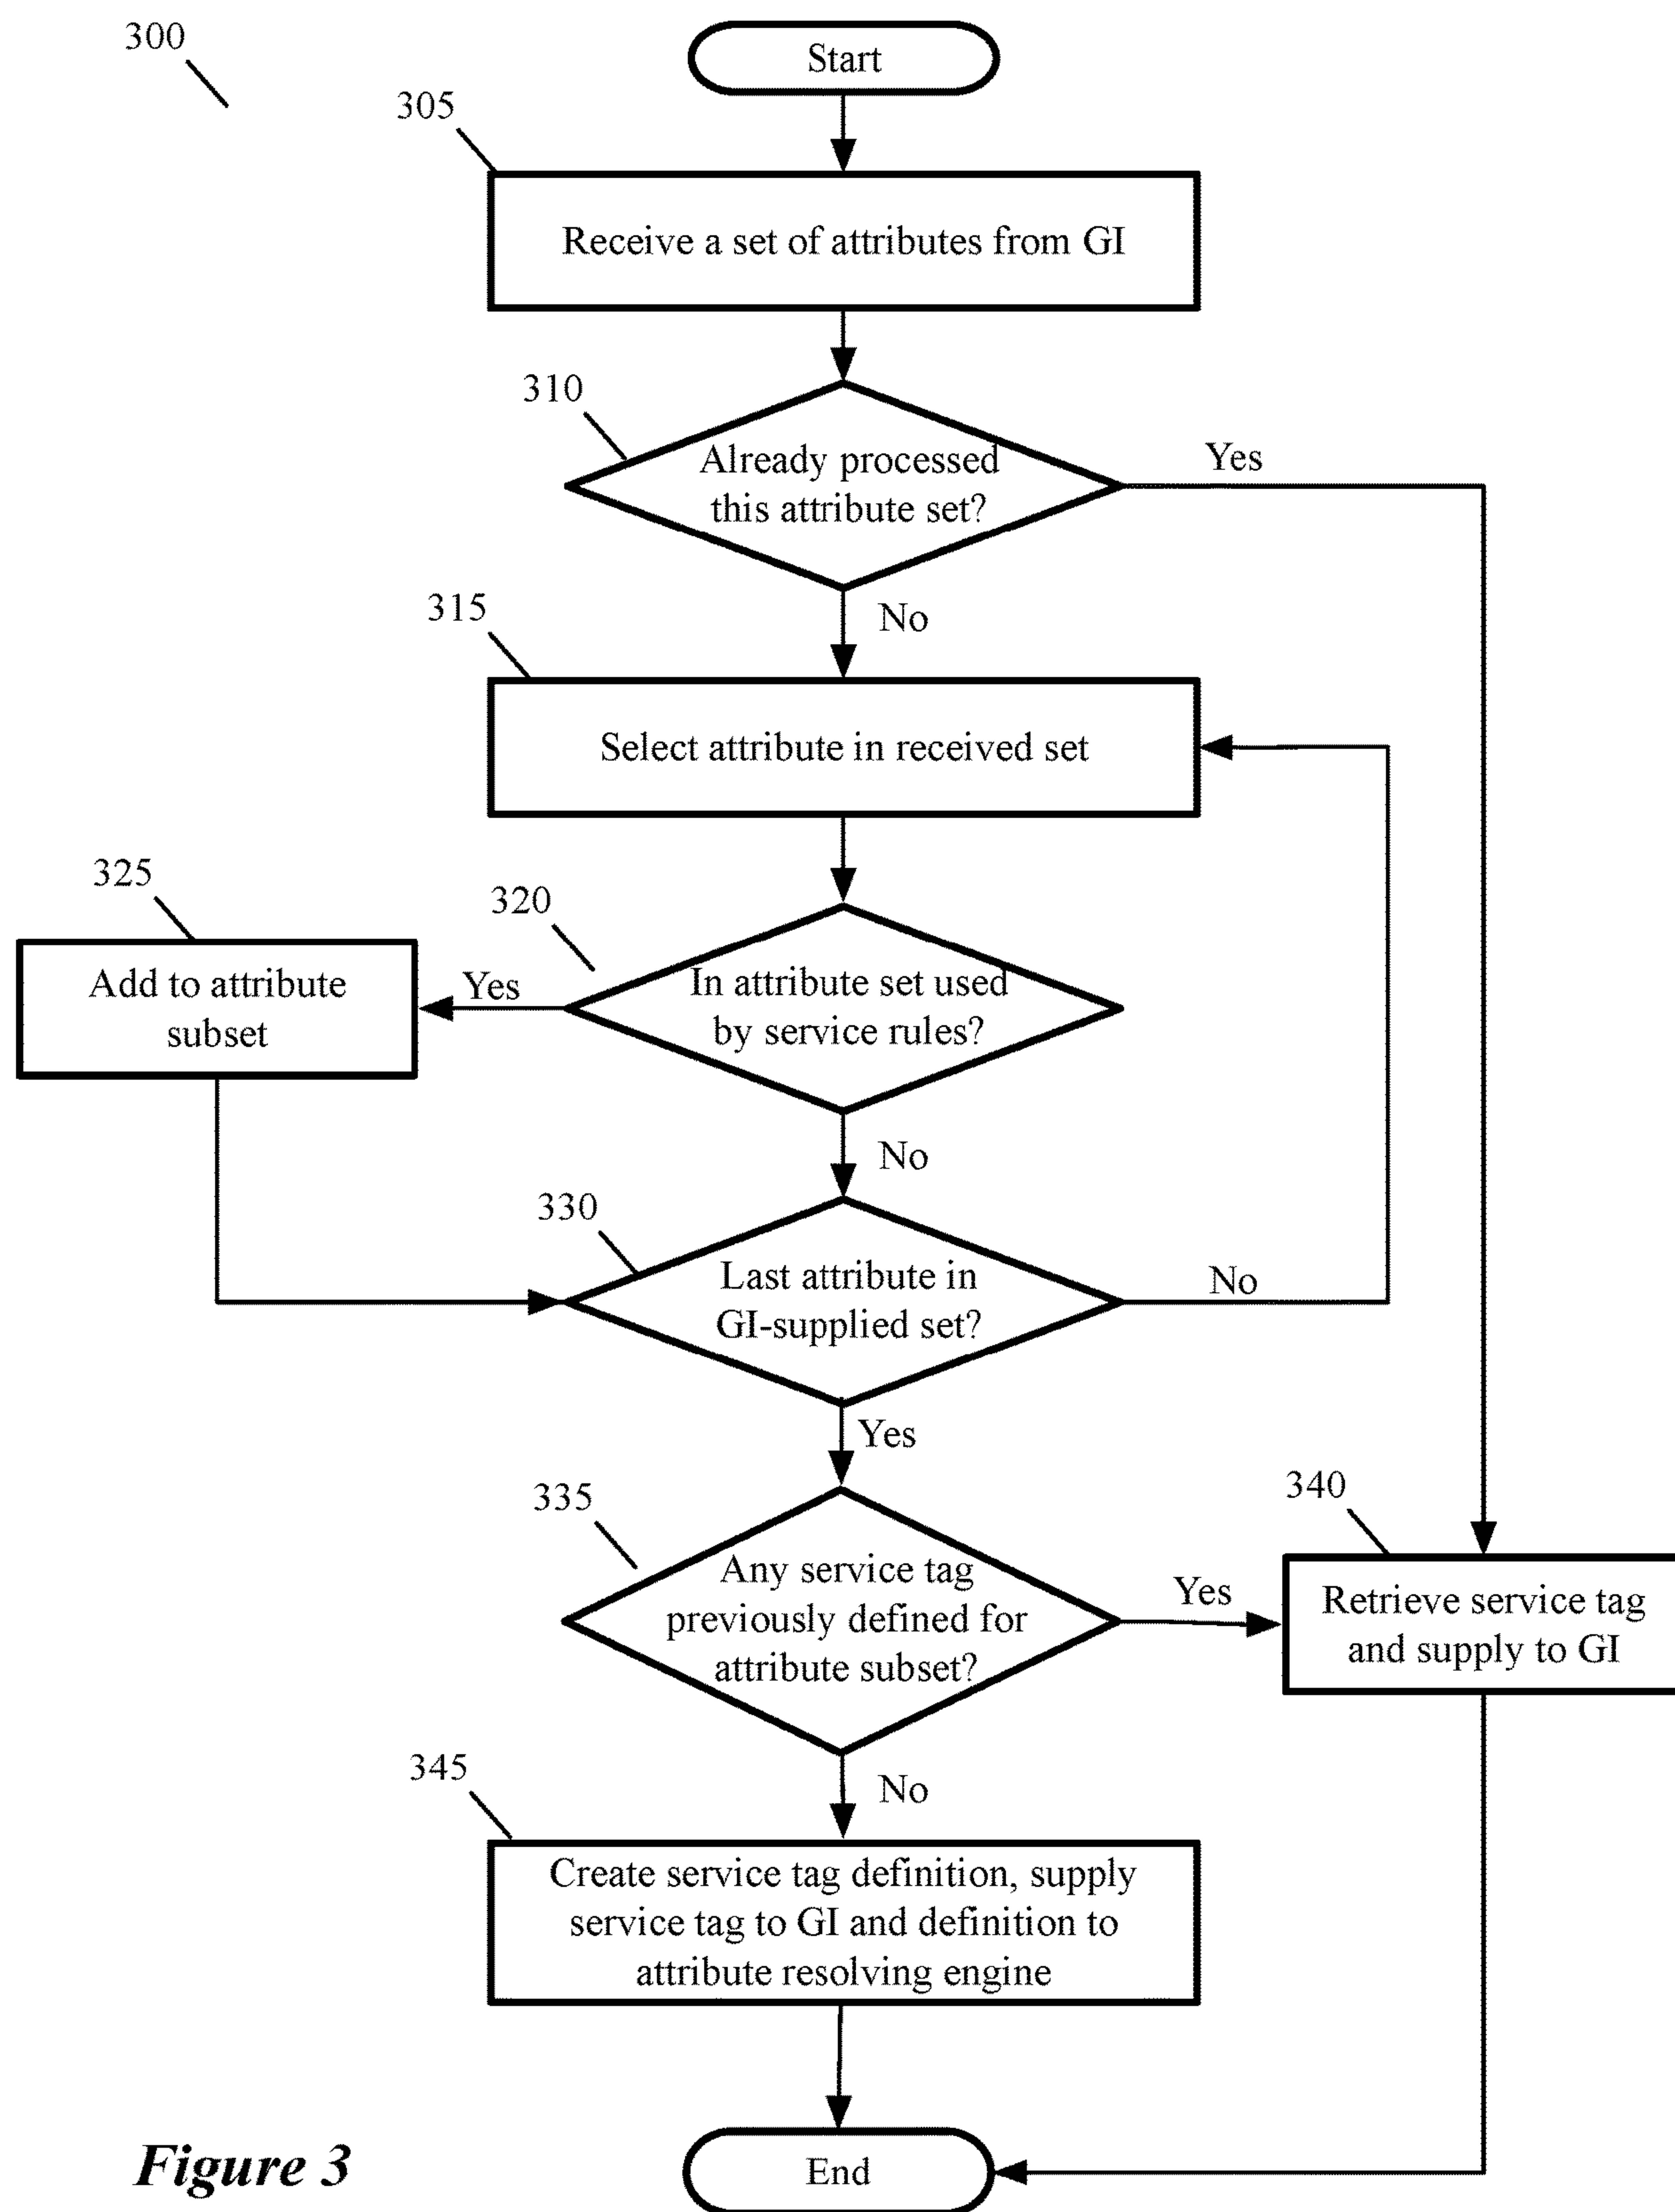 300
Start
305
Receive a set of attributes from GI
310
Already processed
this attribute set?
Yes
No
315
Select attribute in received set
325
320
Add to attribute
subset
Yes
In attribute set used
by service rules?
No
330
Last attribute in
GI-supplied set?
No
Yes
335
340
Any service tag
previously defined for
attribute subset?
Yes
Retrieve service tag
and supply to GI
345
No
Create service tag definition, supply
service tag to GI and definition to
attribute resolving engine
Figure 3
End